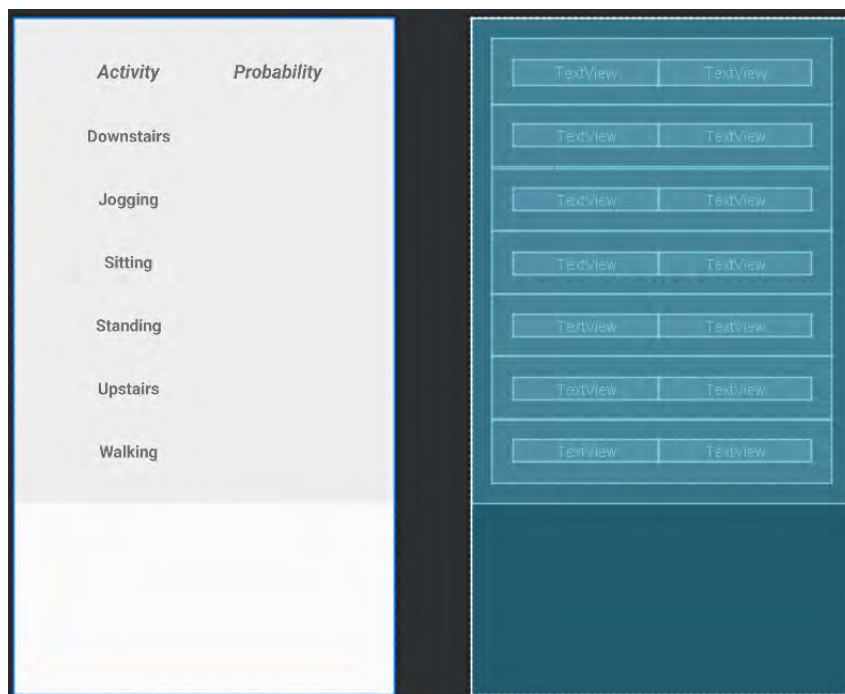 Activity Probability
Downstairs
Jogging
Sitting
Standing
Upstairs
Walking
TextView TextView
TextView TextView
TextView TextView
TextView TextView
TextView TextView
TextView TextView
TextView TextView